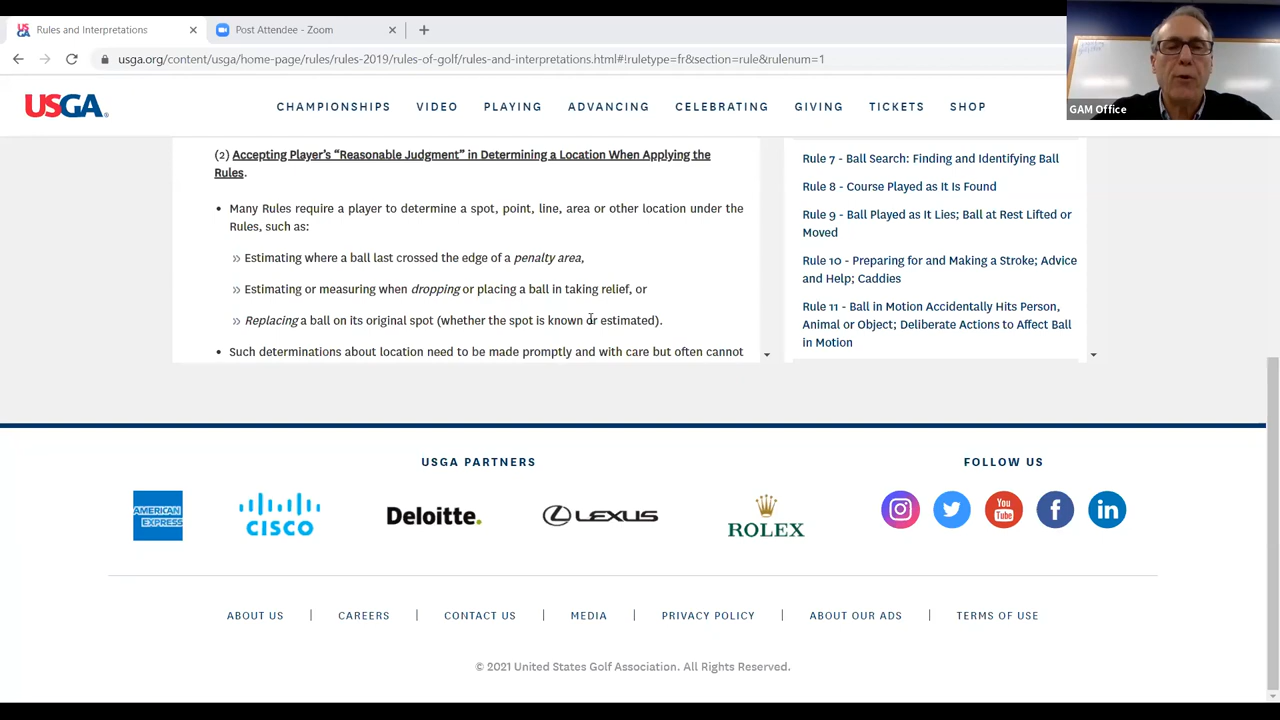 Rules and Interpretations
Post Attendee - Zoom
usga.org/content/usga/home-page/rules/rules-2019/rules-of-golf/rules-and-interpretations.html#!ruletype=fr&section=rule&rulenum=1
GAM Office
USGA
CHAMPIONSHIPS VIDEO PLAYING ADVANCING CELEBRATING GIVING TICKETS SHOP
(2) Accepting Player's “Reasonable Judgment” in Determining a Location When Applying the
Rules.
• Many Rules require a player to determine a spot, point, line, area or other location under the
Rules, such as:
» Estimating where a ball last crossed the edge of a penalty area,
» Estimating or measuring when dropping or placing a ball in taking relief, or
» Replacing a ball on its original spot (whether the spot is known or estimated).
• Such determinations about location need to be made promptly and with care but often cannot
Rule 7 - Ball Search: Finding and Identifying Ball
Rule 8 - Course Played as It Is Found
Rule 9 - Ball Played as It Lies; Ball at Rest Lifted or
Moved
Rule 10 - Preparing for and Making a Stroke; Advice
and Help; Caddies
Rule 11 - Ball in Motion Accidentally Hits Person,
Animal or Object; Deliberate Actions to Affect Ball
in Motion
USGA PARTNERS
AMERICAN
EXPRESS
CISCO
Deloitte.
LEXUS
ROLEX
FOLLOW US
You
Tube
f
in
ABOUT US | CAREERS | CONTACT US | MEDIA | PRIVACY POLICY | ABOUT OUR ADS | TERMS OF USE
© 2021 United States Golf Association. All Rights Reserved.